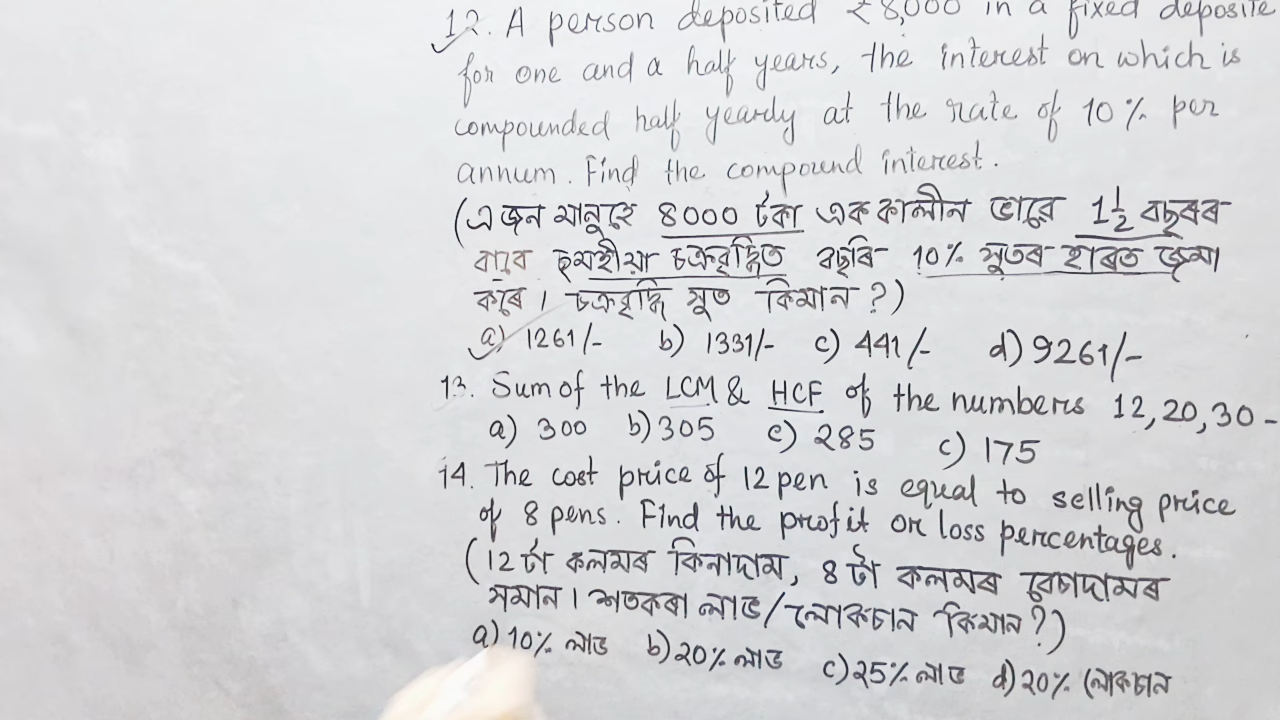 12. A person deposited ₹8,000 in a fixed deposite
for one and a half years, the interest on which is
compounded half yearly at the rate of 10% per
annum. Find the compound interest.
(এজন মানুহে 8000 টকা এককালীন ভাৱে 1½ বছৰৰ
বাবে ছমহীয়া চক্ৰবৃদ্ধিত বছৰি 10% সুতৰ হাৰত জমা
কৰে। চক্ৰবৃদ্ধি সুত কিমান?)
a) 1261/- b) 1331/- c) 441/- d) 9261/-
13. Sum of the LCM & HCF of the numbers 12, 20, 30 -
a) 300 b) 305 c) 285 c) 175
14. The cost price of 12 pen is equal to selling price
of 8 pens. Find the profit or loss percentages.
(12 টা কলমৰ কিনাদাম, 8 টা কলমৰ বেচাদামৰ
সমান। শতকৰা লাভ/লোকচান কিমান?)
a) 10% লাভ b) 20% লাভ c) 25% লাভ d) 20% লোকচান